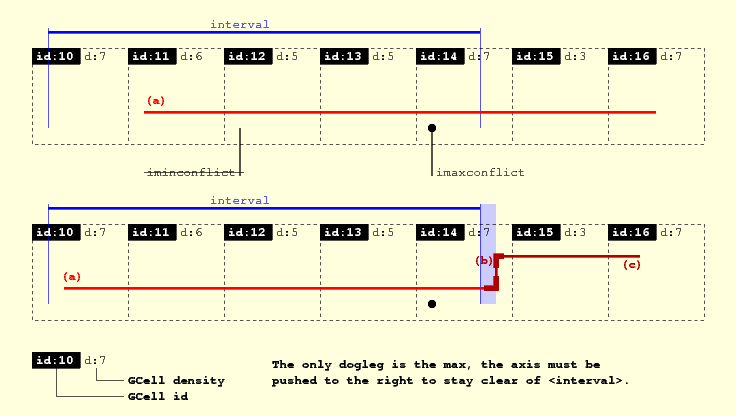 interval
id:10 d:7 id:11 d:6 id:12 d:5 id:13 d:5 id:14 d:7 id:15 d:3 id:16 d:7
(a)
iminconflict imaxconflict
interval
id:10 d:7 id:11 d:6 id:12 d:5 id:13 d:5 id:14 d:7 id:15 d:3 id:16 d:7
(b) (c)
(a)
id:10 d:7
GCell density
GCell id
The only dogleg is the max, the axis must be
pushed to the right to stay clear of <interval>.